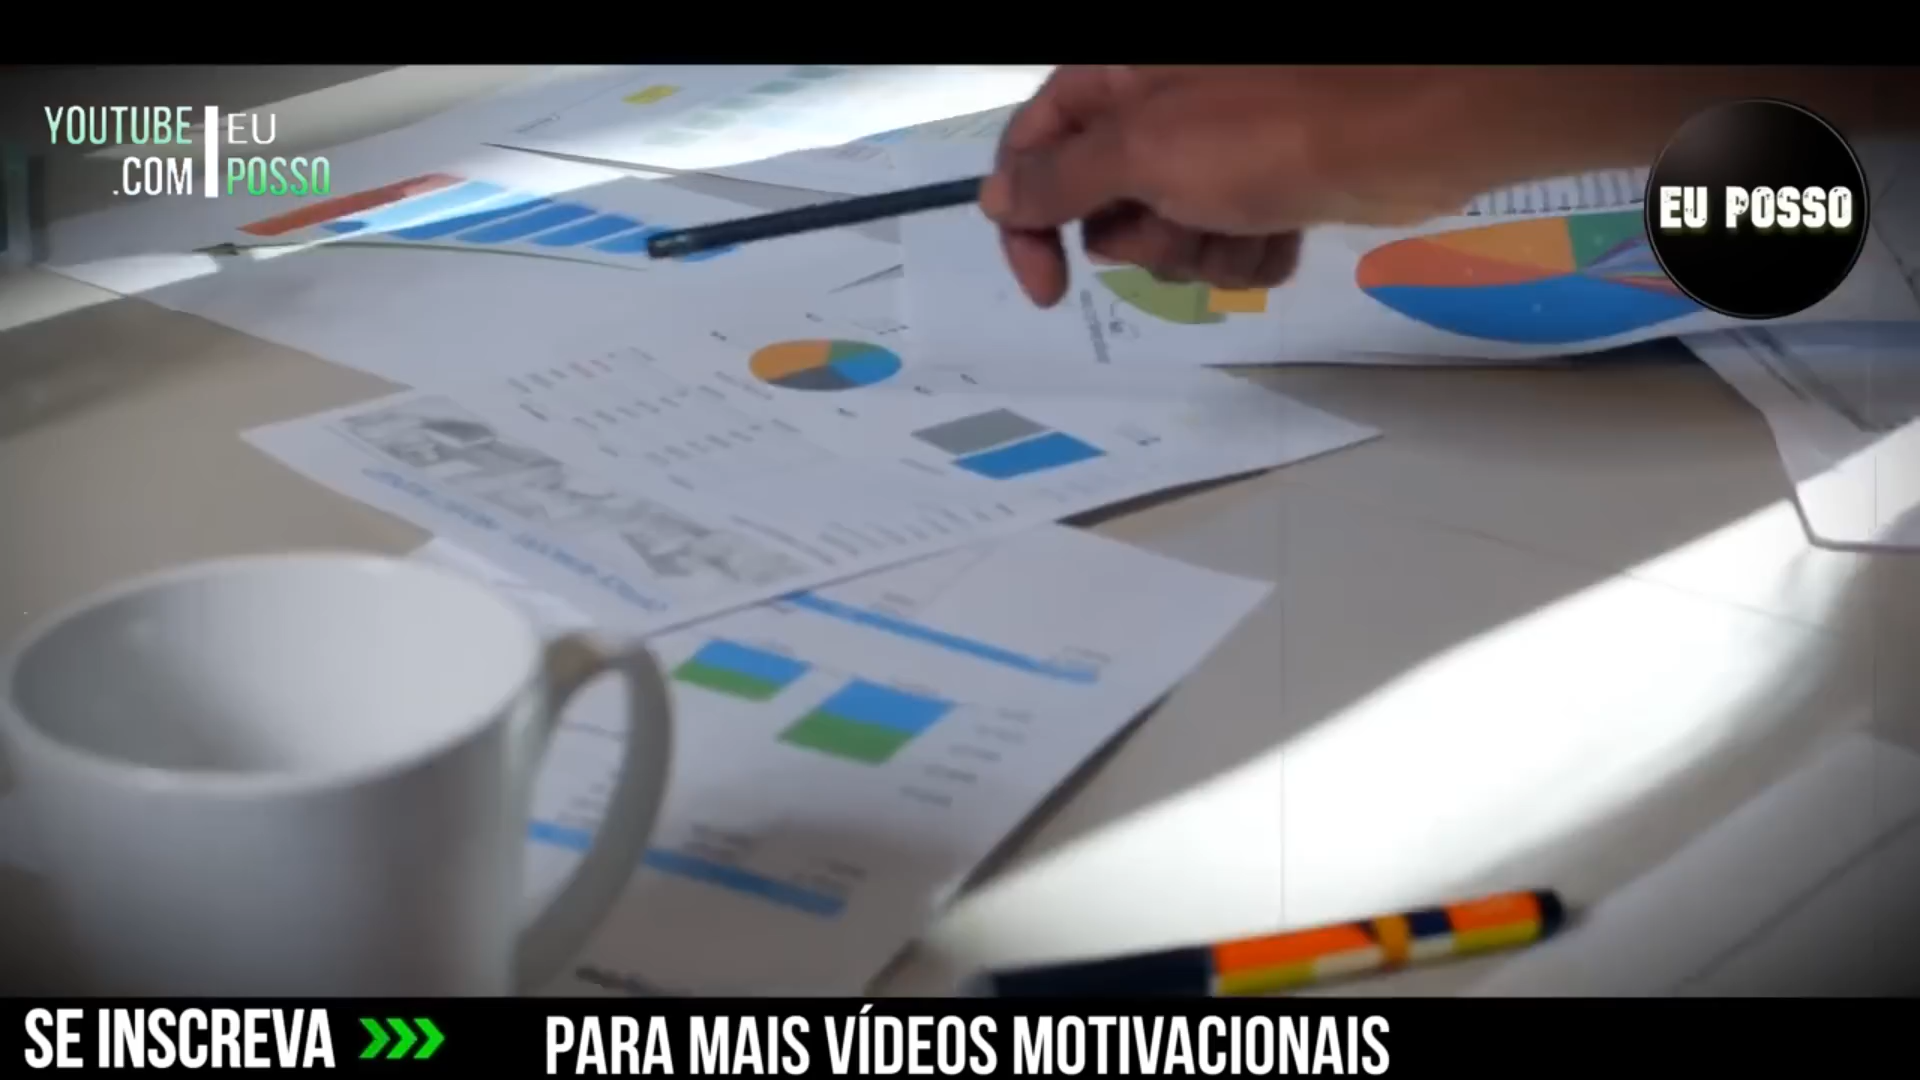 YOUTUBE
.COM
EU
POSSO
EU POSSO
SE INSCREVA
PARA MAIS VÍDEOS MOTIVACIONAIS